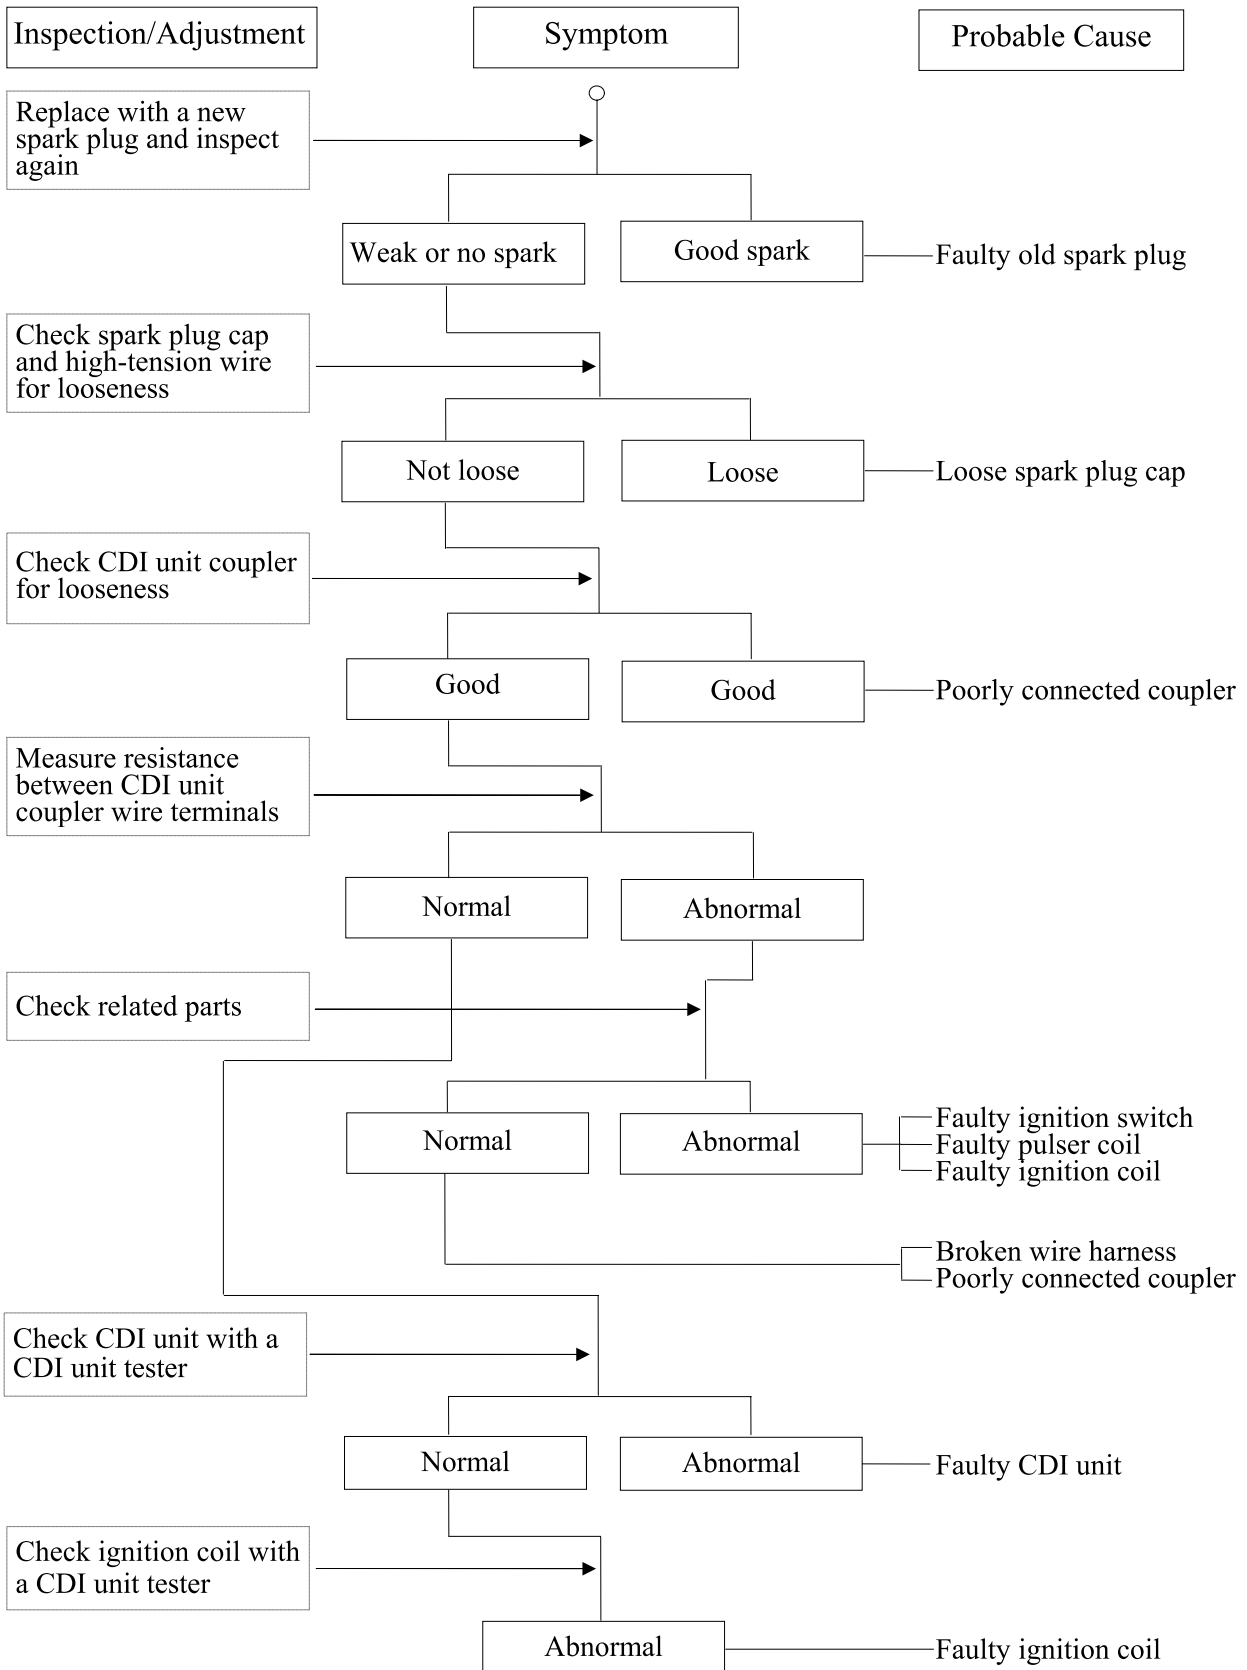 Inspection/Adjustment
Symptom
Probable Cause
Replace with a new
spark plug and inspect
again
Weak or no spark
Good spark
Faulty old spark plug
Check spark plug cap
and high-tension wire
for looseness
Not loose
Loose
Loose spark plug cap
Check CDI unit coupler
for looseness
Good
Good
Poorly connected coupler
Measure resistance
between CDI unit
coupler wire terminals
Normal
Abnormal
Check related parts
Normal
Abnormal
Faulty ignition switch
Faulty pulser coil
Faulty ignition coil
Broken wire harness
Poorly connected coupler
Check CDI unit with a
CDI unit tester
Normal
Abnormal
Faulty CDI unit
Check ignition coil with
a CDI unit tester
Abnormal
Faulty ignition coil